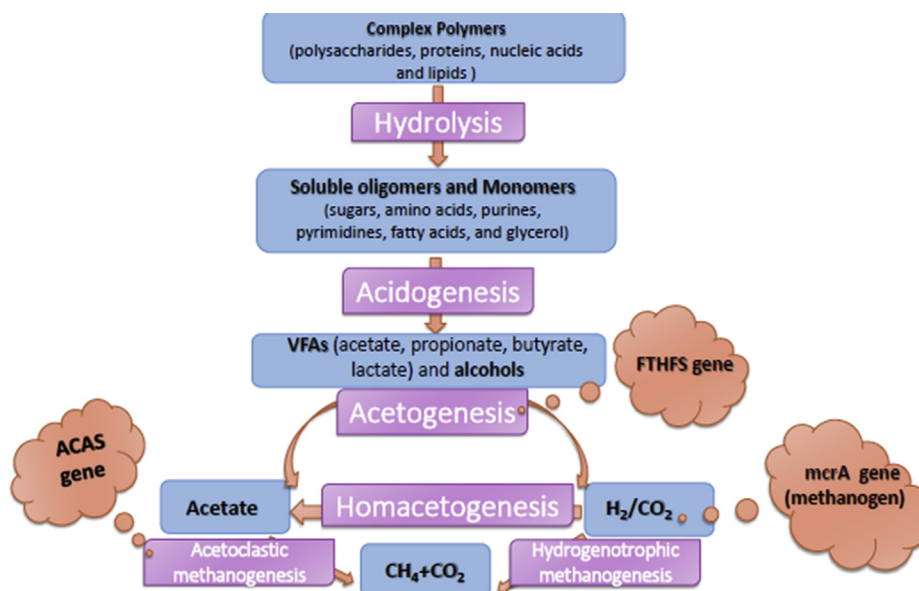 Complex Polymers
(polysaccharides, proteins, nucleic acids
and lipids )
Hydrolysis
Soluble oligomers and Monomers
(sugars, amino acids, purines,
pyrimidines, fatty acids, and glycerol)
Acidogenesis
VFAs (acetate, propionate, butyrate,
lactate) and alcohols
FTHFS gene
Acetogenesis
ACAS
gene
mcrA gene
(methanogen)
Acetate
Homacetogenesis
H₂/CO₂
Acetoclastic
methanogenesis
CH₄+CO₂
Hydrogenotrophic
methanogenesis